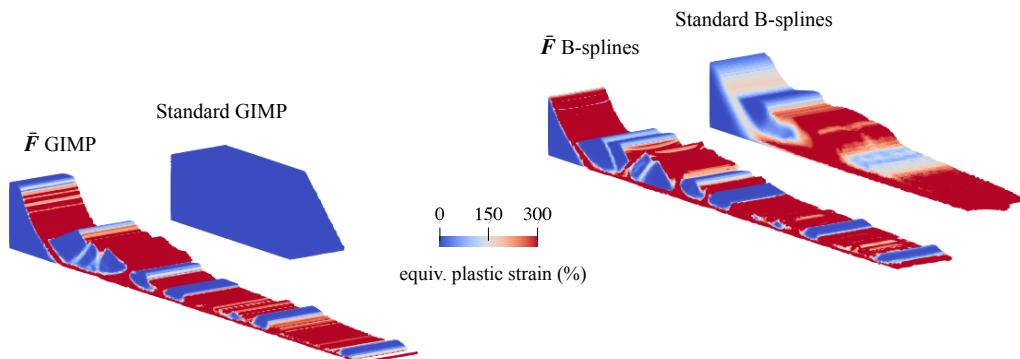 Standard B-splines
F̄ B-splines
Standard GIMP
F̄ GIMP
0 150 300
equiv. plastic strain (%)